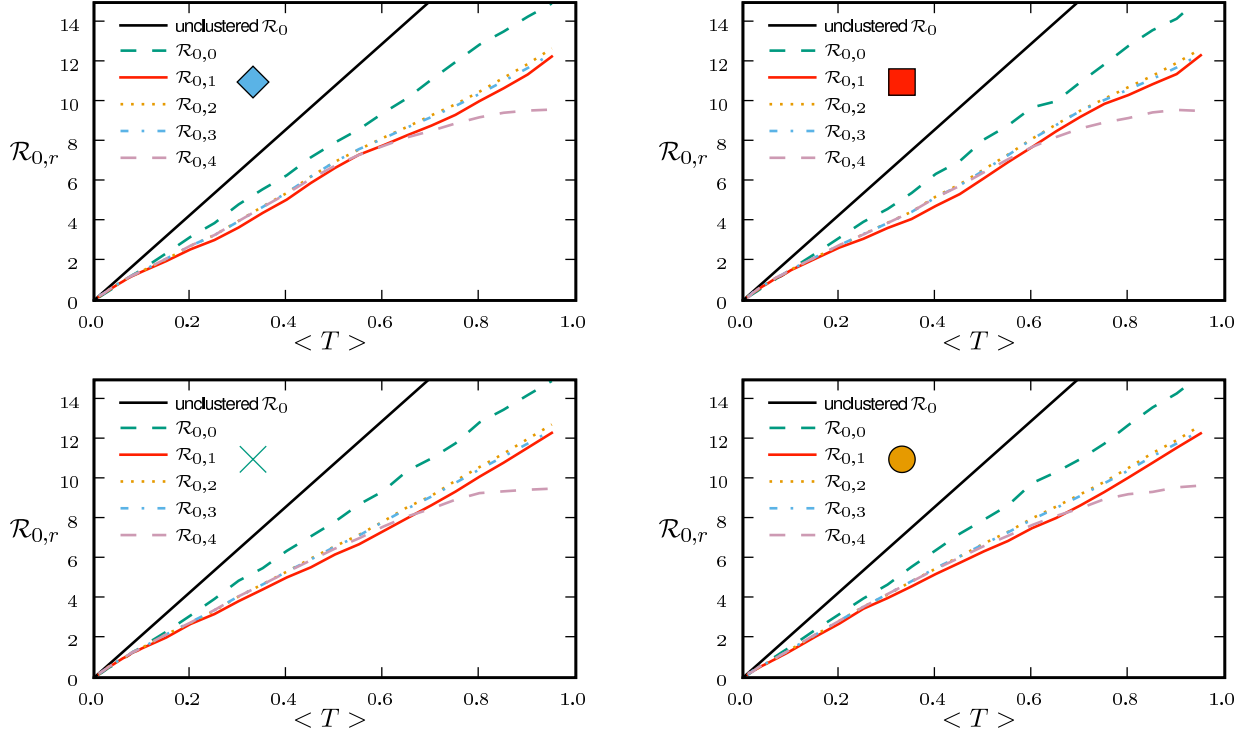 14
12
10
8
6
4
2
0
unclustered R₀
R₀,₀
R₀,₁
R₀,₂
R₀,₃
R₀,₄
R₀,ᵣ
0.0 0.2 0.4 0.6 0.8 1.0
< T >
14
12
10
8
6
4
2
0
unclustered R₀
R₀,₀
R₀,₁
R₀,₂
R₀,₃
R₀,₄
R₀,ᵣ
0.0 0.2 0.4 0.6 0.8 1.0
< T >
14
12
10
8
6
4
2
0
unclustered R₀
R₀,₀
R₀,₁
R₀,₂
R₀,₃
R₀,₄
R₀,ᵣ
0.0 0.2 0.4 0.6 0.8 1.0
< T >
14
12
10
8
6
4
2
0
unclustered R₀
R₀,₀
R₀,₁
R₀,₂
R₀,₃
R₀,₄
R₀,ᵣ
0.0 0.2 0.4 0.6 0.8 1.0
< T >